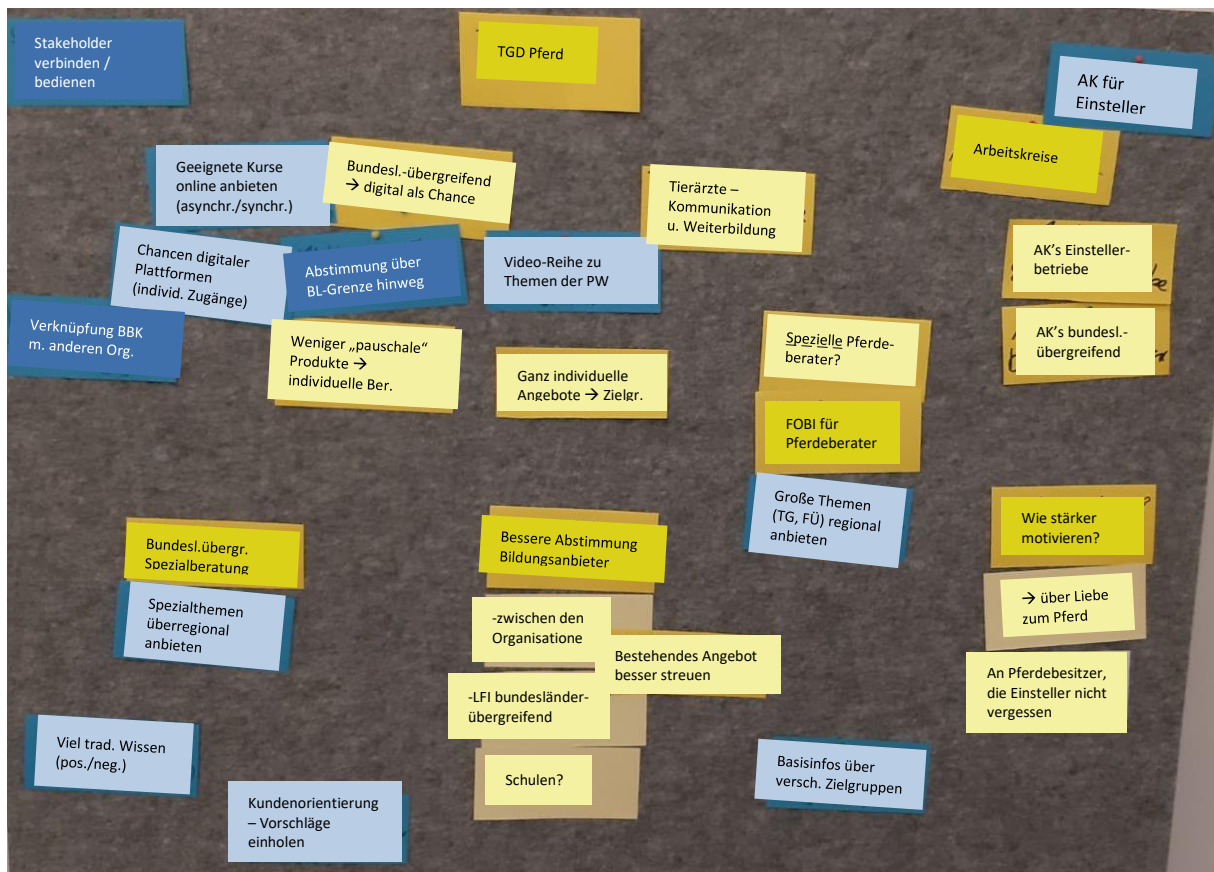 Stakeholder
verbinden /
bedienen
TGD Pferd
AK für
Einsteller
Arbeitskreise
Geeignete Kurse
online anbieten
(asynchr./synchr.)
Bundesl.-übergreifend
→ digital als Chance
Tierärzte –
Kommunikation
u. Weiterbildung
Chancen digitaler
Plattformen
(individ. Zugänge)
Abstimmung über
BL-Grenze hinweg
Video-Reihe zu
Themen der PW
AK's Einsteller-
betriebe
Verknüpfung BBK
m. anderen Org.
Weniger „pauschale"
Produkte →
individuelle Ber.
Ganz individuelle
Angebote → Zielgr.
Spezielle Pferde-
berater?
AK's bundesl.-
übergreifend
FOBI für
Pferdeberater
Große Themen
(TG, FÜ) regional
anbieten
Bundesl.übergr.
Spezialberatung
Spezialthemen
überregional
anbieten
Bessere Abstimmung
Bildungsanbieter
-zwischen den
Organisatione
Bestehendes Angebot
besser streuen
-LFI bundesländer-
übergreifend
Schulen?
Wie stärker
motivieren?
→ über Liebe
zum Pferd
An Pferdebesitzer,
die Einsteller nicht
vergessen
Viel trad. Wissen
(pos./neg.)
Kundenorientierung
– Vorschläge
einholen
Basisinfos über
versch. Zielgruppen